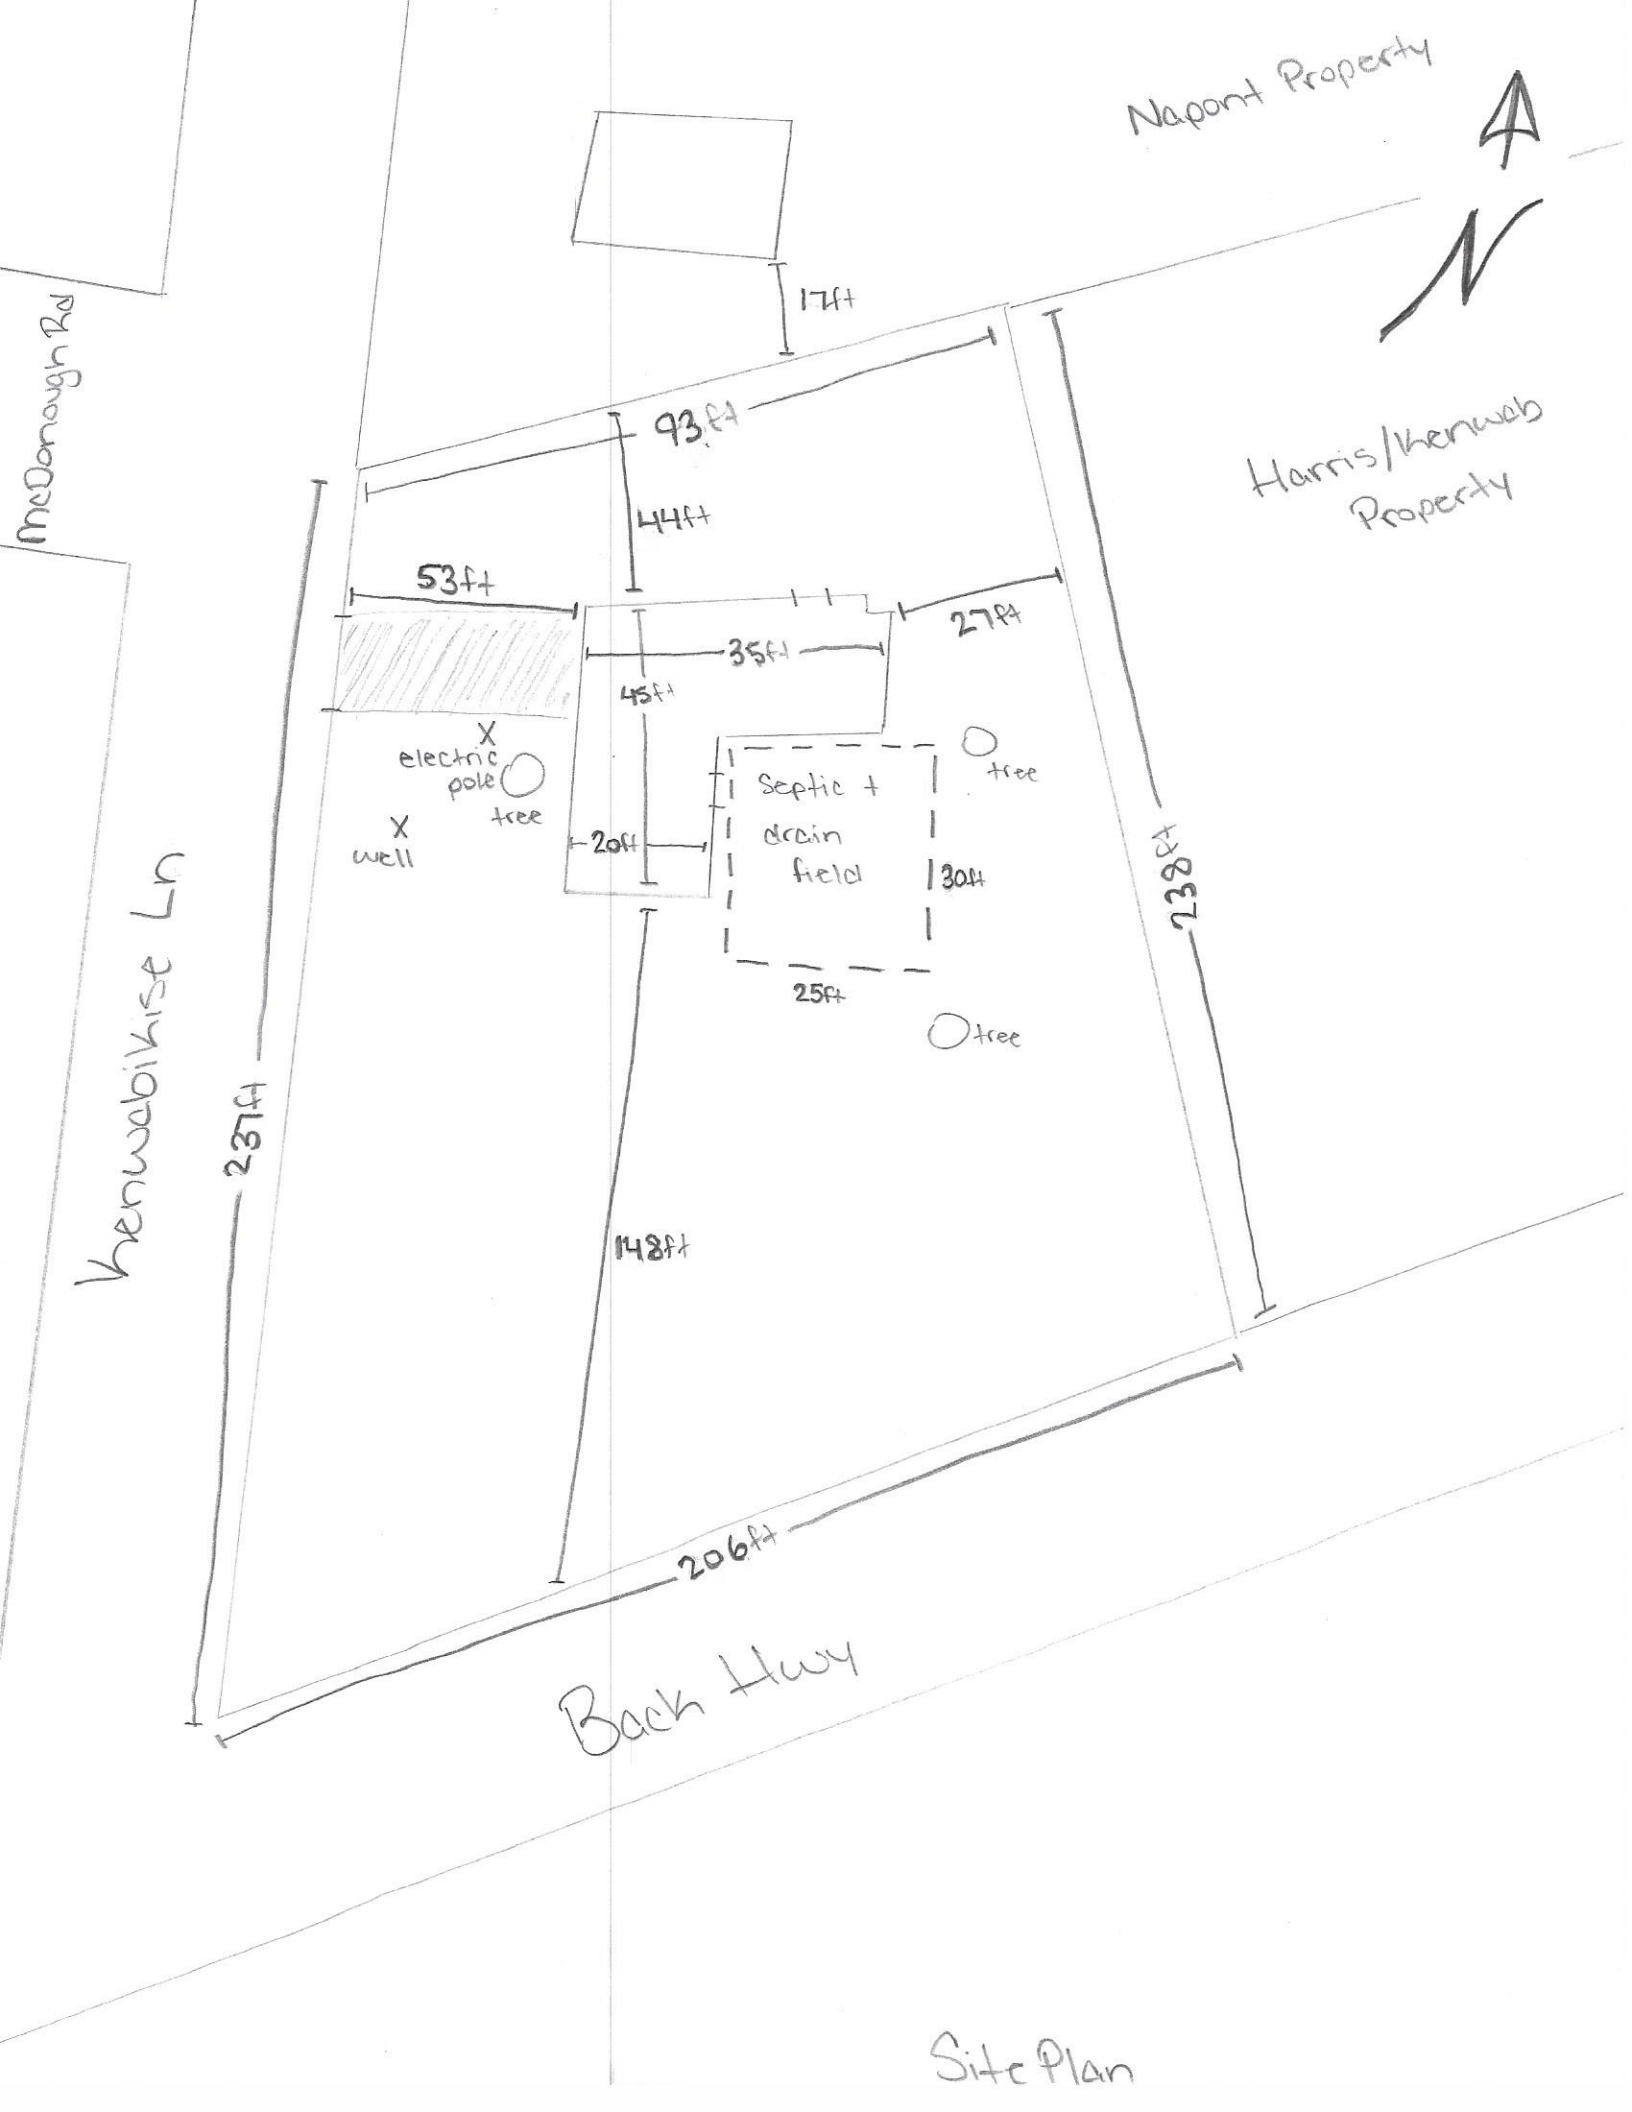 Napont Property
N
17ft
McDonough Rd
93ft
Harris/Kenwab
Property
44ft
53ft
27ft
35ft
45ft
X
electric
pole
tree
X
well
20ft
Septic +
drain
field
tree
30ft
25ft
tree
238ft
Kenwabikise Ln
237ft
148ft
206ft
Back Hwy
Site Plan